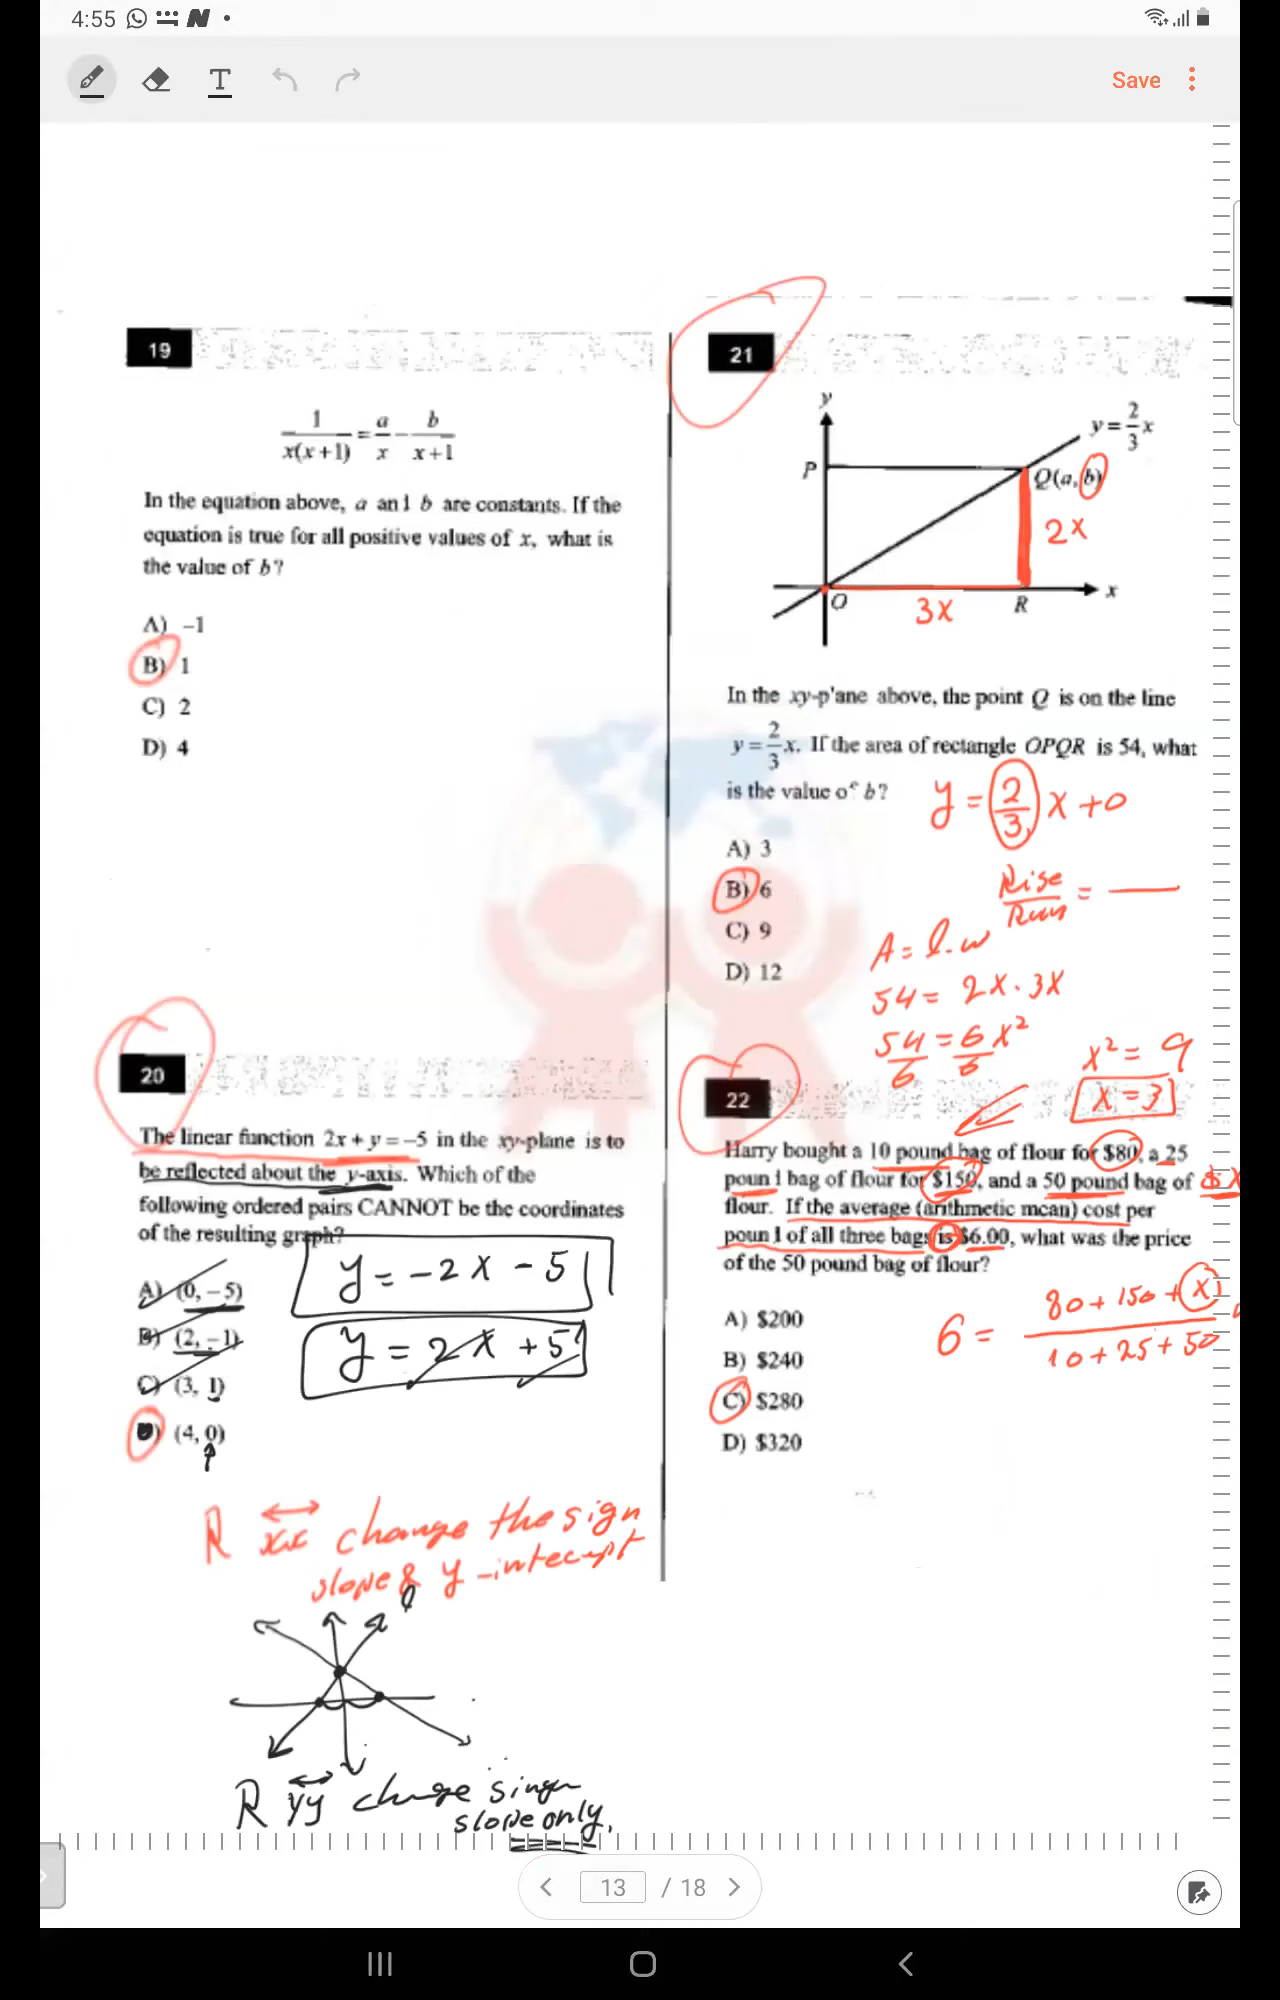 4:55
Save
19
1/x(x+1) = a/x − b/x+1
In the equation above, a an1 b are constants. If the
equation is true for all positive values of x, what is
the value of b?
A) −1
B) 1
C) 2
D) 4
20
The linear function 2x + y = −5 in the xy-plane is to
be reflected about the y-axis. Which of the
following ordered pairs CANNOT be the coordinates
of the resulting graph?
A) (0, −5)
B) (2, −1)
C) (3, 1)
D) (4, 0)
y = -2x - 5
y = 2x + 5
R xx change the sign
slope & y-intecept
R yy change singn
slope only.
21
y
y = 2/3 x
P
Q(a, b)
2x
O
3x
R
x
In the xy-p'ane above, the point Q is on the line
y = 2/3 x. If the area of rectangle OPQR is 54, what
is the value of b?
y = 2/3 x + 0
A) 3
B) 6
C) 9
D) 12
Rise/Run =
A = l . w
54 = 2x . 3x
54/6 = 6x²/6
x² = 9
x = 3
22
Harry bought a 10 pound bag of flour for $80, a 25
poun1 bag of flour for $150, and a 50 pound bag of $x
flour. If the average (arithmetic mean) cost per
poun1 of all three bags is $6.00, what was the price
of the 50 pound bag of flour?
A) $200
B) $240
C) $280
D) $320
6 = 80 + 150 + x / 10 + 25 + 50
13 / 18